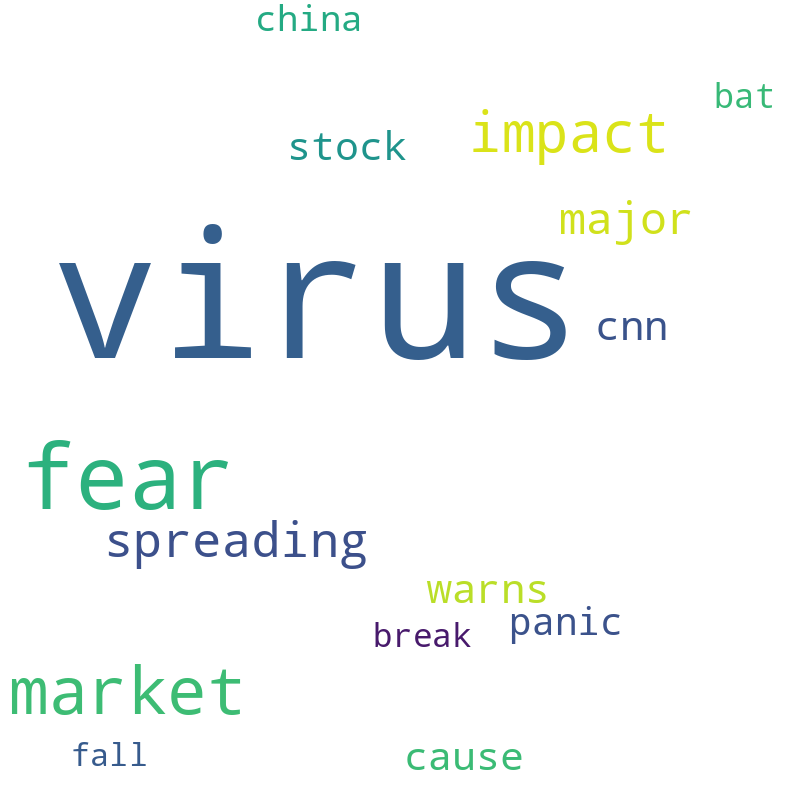 china
bat
impact
stock
major
virus
cnn
fear
spreading
warns
panic
break
market
fall
cause